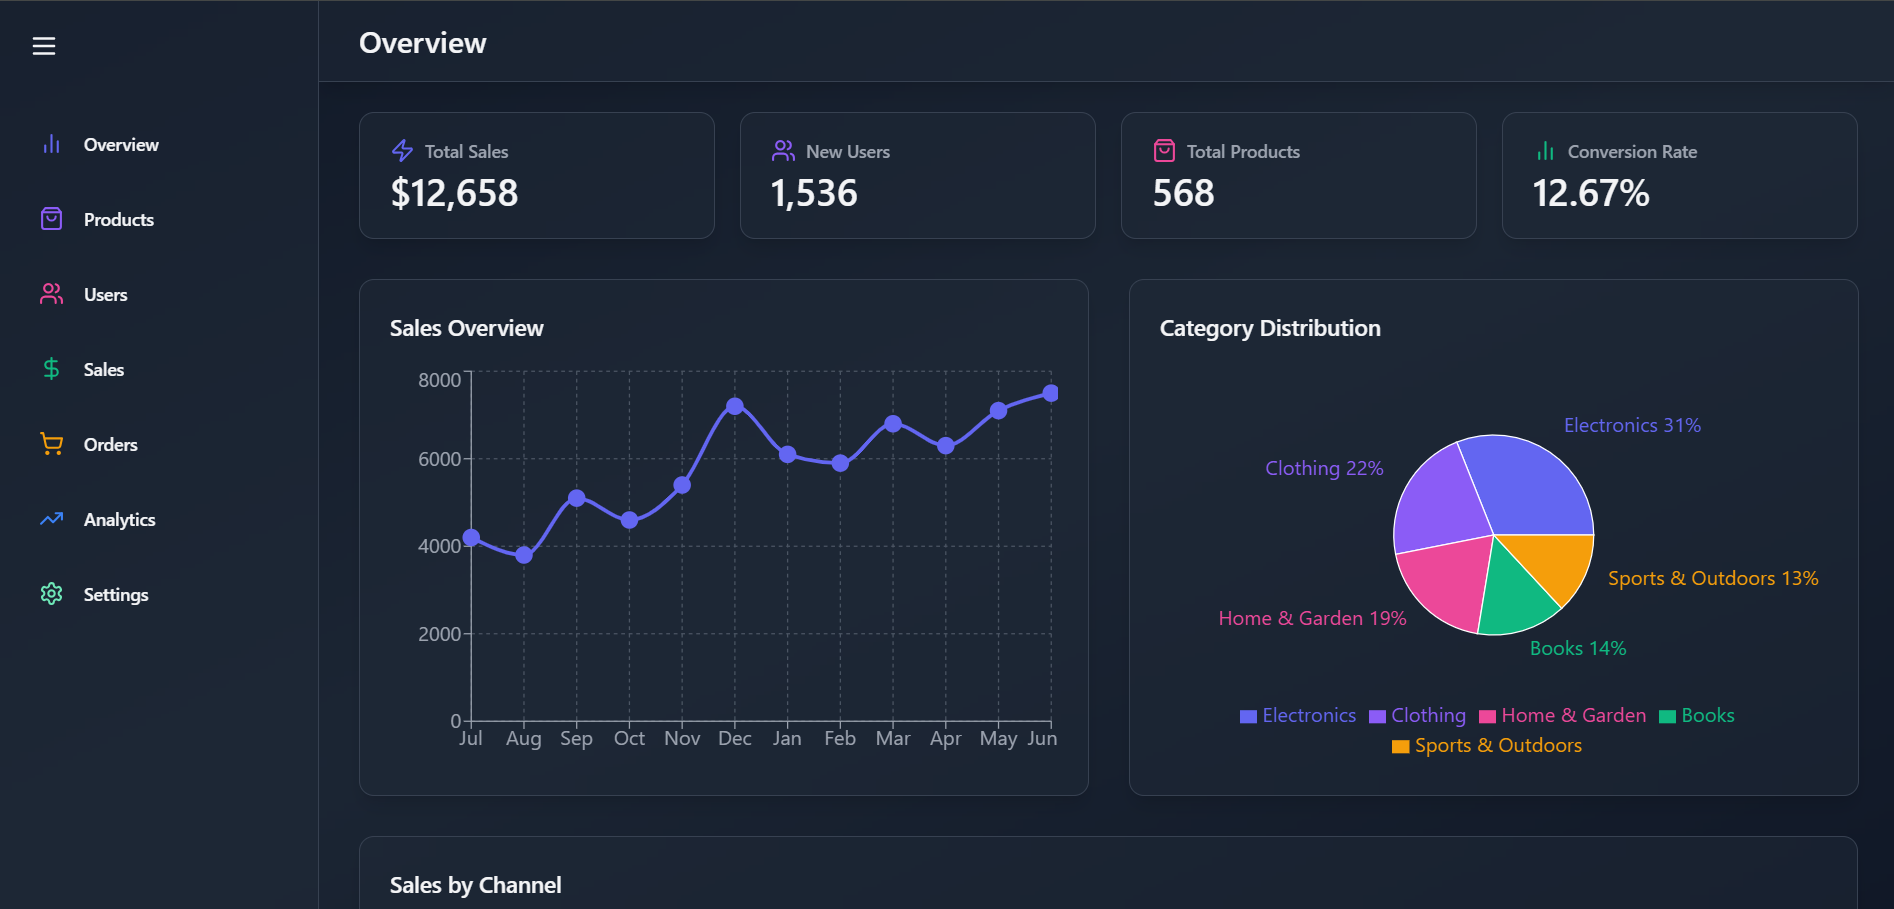 Overview
Overview
Products
Users
Sales
Orders
Analytics
Settings
Total Sales
$12,658
New Users
1,536
Total Products
568
Conversion Rate
12.67%
Sales Overview
8000
6000
4000
2000
0
Jul Aug Sep Oct Nov Dec Jan Feb Mar Apr May Jun
Category Distribution
Electronics 31%
Clothing 22%
Sports & Outdoors 13%
Home & Garden 19%
Books 14%
Electronics Clothing Home & Garden Books
Sports & Outdoors
Sales by Channel